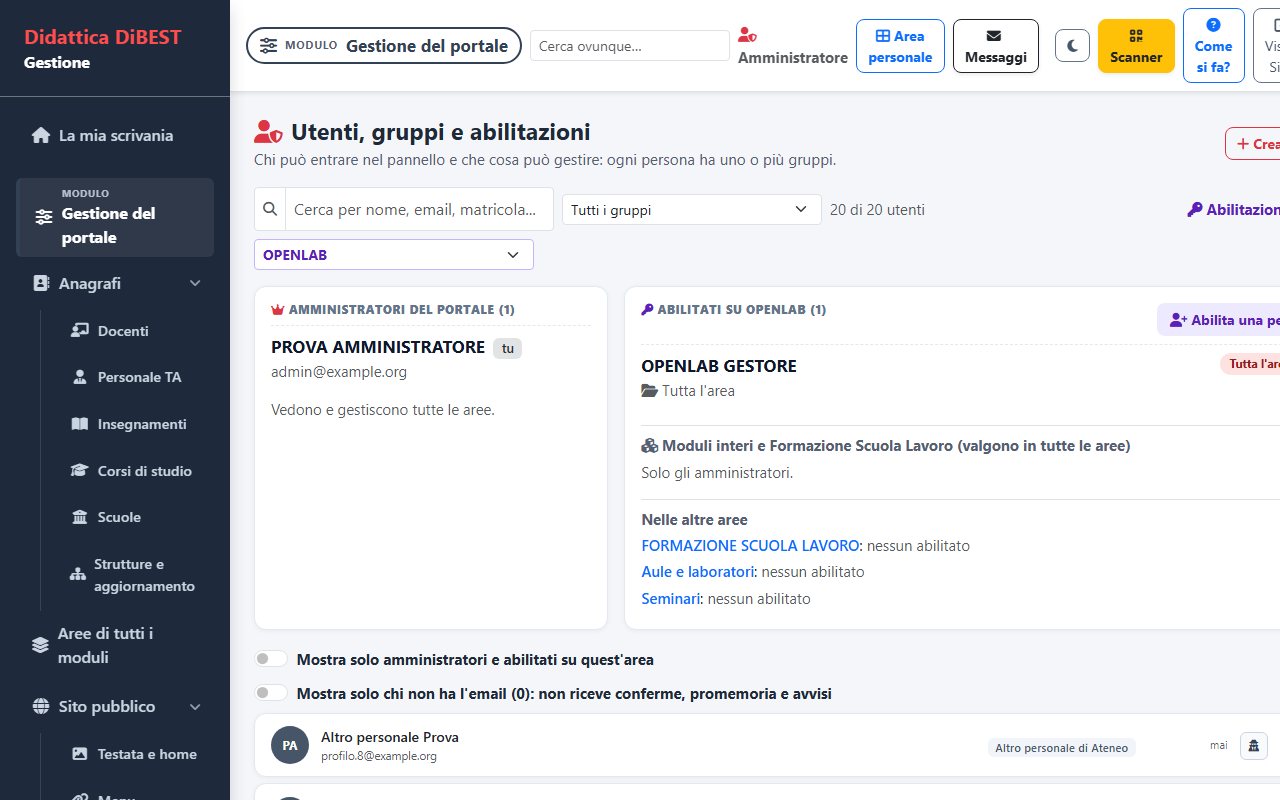 Didattica DiBEST
Gestione
La mia scrivania
MODULO
Gestione del
portale
Anagrafi
Docenti
Personale TA
Insegnamenti
Corsi di studio
Scuole
Strutture e
aggiornamento
Aree di tutti i
moduli
Sito pubblico
Testata e home
MODULO Gestione del portale
Cerca ovunque...
Amministratore
Area
personale
Messaggi
Scanner
Come
si fa?
Utenti, gruppi e abilitazioni
Chi può entrare nel pannello e che cosa può gestire: ogni persona ha uno o più gruppi.
Cerca per nome, email, matricola...
Tutti i gruppi
20 di 20 utenti
OPENLAB
AMMINISTRATORI DEL PORTALE (1)
PROVA AMMINISTRATORE tu
admin@example.org
Vedono e gestiscono tutte le aree.
ABILITATI SU OPENLAB (1)
Abilita una
OPENLAB GESTORE
Tutta l'area
Moduli interi e Formazione Scuola Lavoro (valgono in tutte le aree)
Solo gli amministratori.
Nelle altre aree
FORMAZIONE SCUOLA LAVORO: nessun abilitato
Aule e laboratori: nessun abilitato
Seminari: nessun abilitato
Mostra solo amministratori e abilitati su quest'area
Mostra solo chi non ha l'email (0): non riceve conferme, promemoria e avvisi
PA
Altro personale Prova
profilo.8@example.org
Altro personale di Ateneo
mai